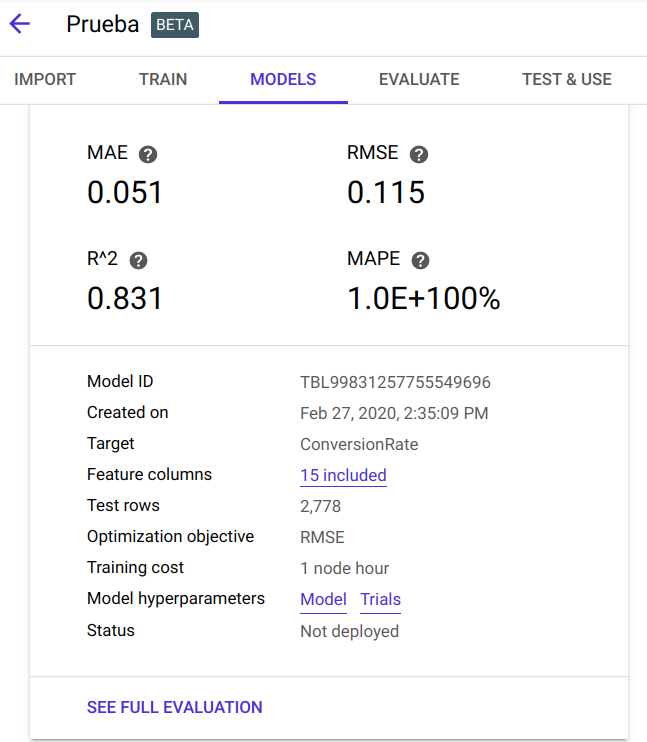 Prueba BETA
IMPORT TRAIN MODELS EVALUATE TEST & USE
MAE ? RMSE ?
0.051 0.115
R^2 ? MAPE ?
0.831 1.0E+100%
Model ID TBL99831257755549696
Created on Feb 27, 2020, 2:35:09 PM
Target ConversionRate
Feature columns 15 included
Test rows 2,778
Optimization objective RMSE
Training cost 1 node hour
Model hyperparameters Model Trials
Status Not deployed
SEE FULL EVALUATION